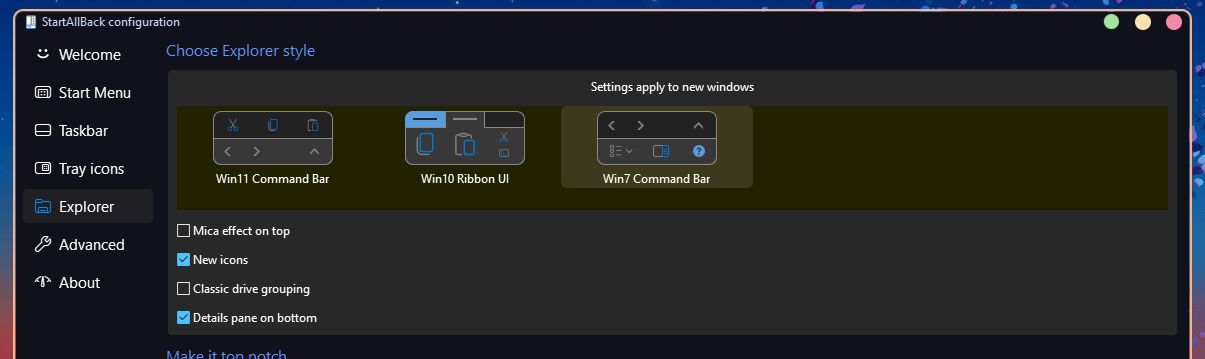 StartAllBack configuration
Welcome
Start Menu
Taskbar
Tray icons
Explorer
Advanced
About
Choose Explorer style
Settings apply to new windows
Win11 Command Bar
Win10 Ribbon UI
Win7 Command Bar
Mica effect on top
New icons
Classic drive grouping
Details pane on bottom
Make it top notch